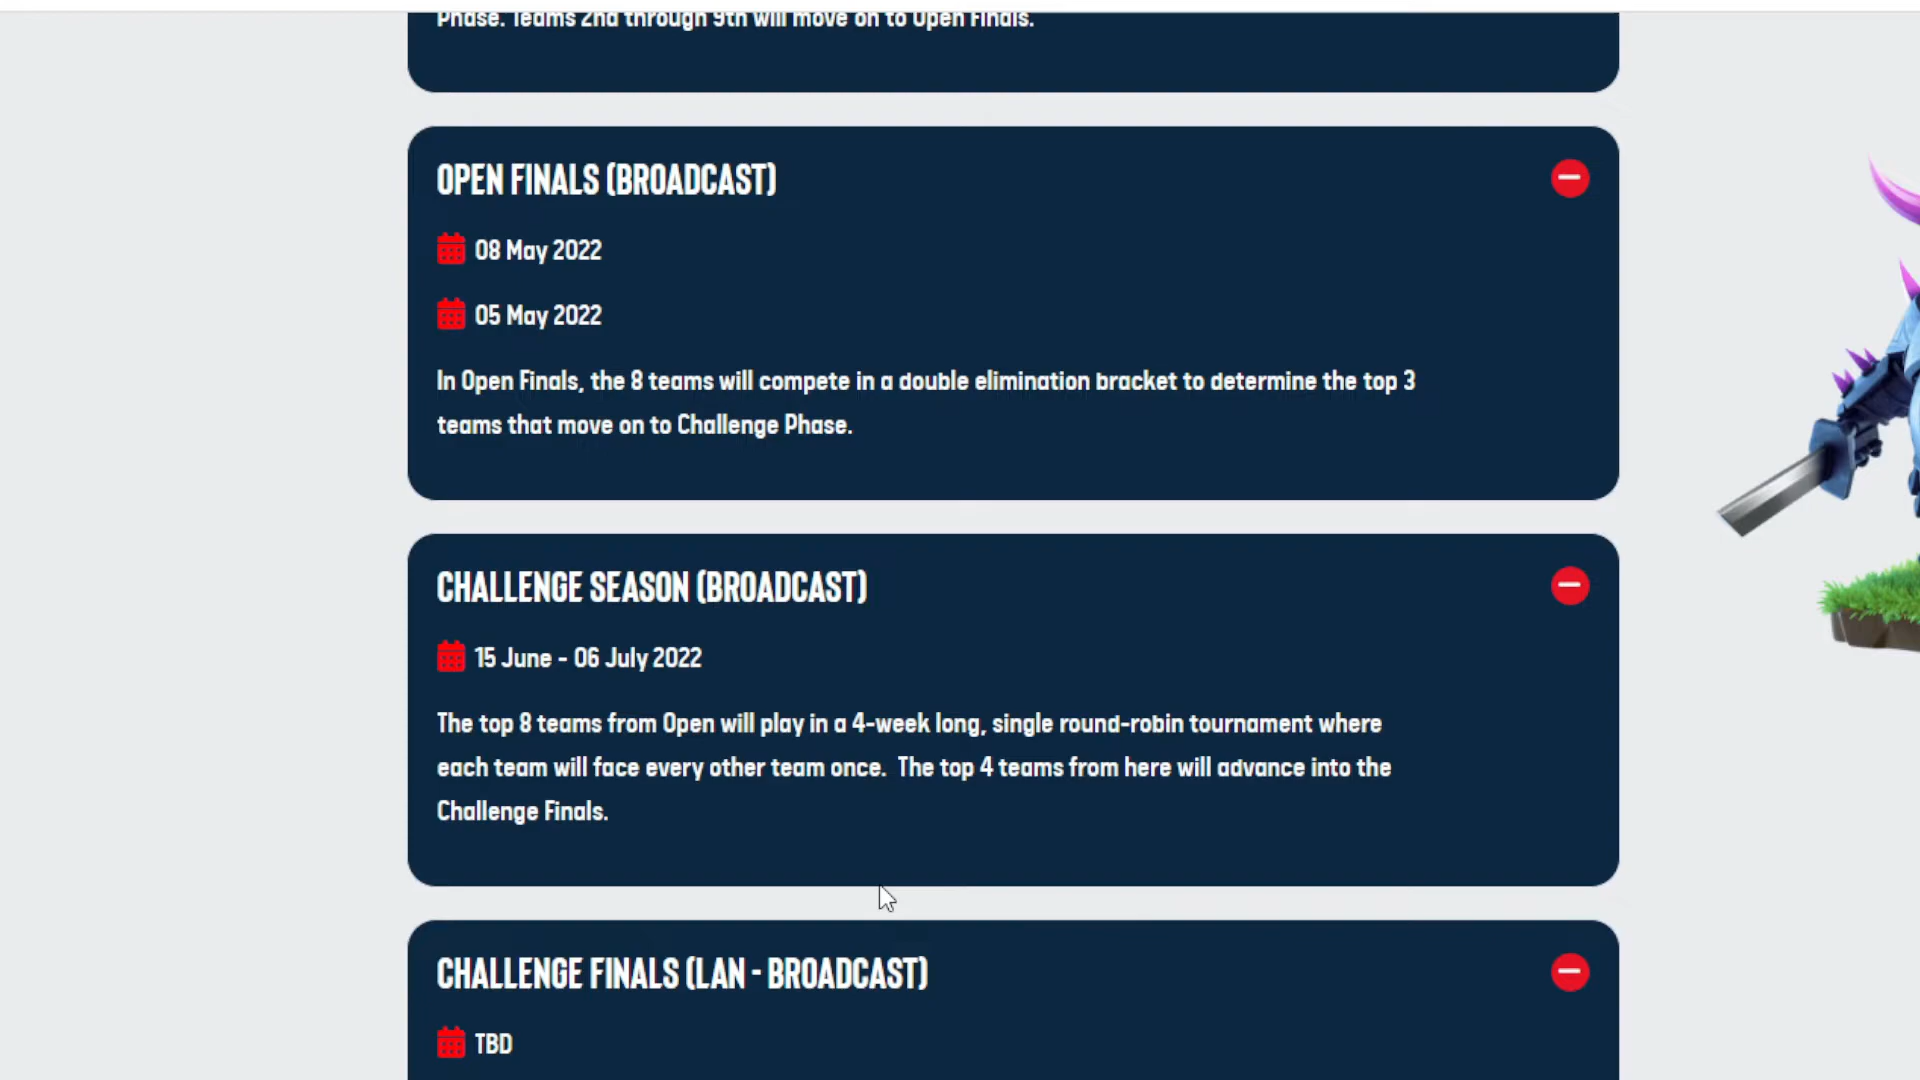 Phase. Teams 2nd through 9th will move on to Open Finals.
OPEN FINALS (BROADCAST)
08 May 2022
05 May 2022
In Open Finals, the 8 teams will compete in a double elimination bracket to determine the top 3
teams that move on to Challenge Phase.
CHALLENGE SEASON (BROADCAST)
15 June - 06 July 2022
The top 8 teams from Open will play in a 4-week long, single round-robin tournament where
each team will face every other team once.  The top 4 teams from here will advance into the
Challenge Finals.
CHALLENGE FINALS (LAN - BROADCAST)
TBD